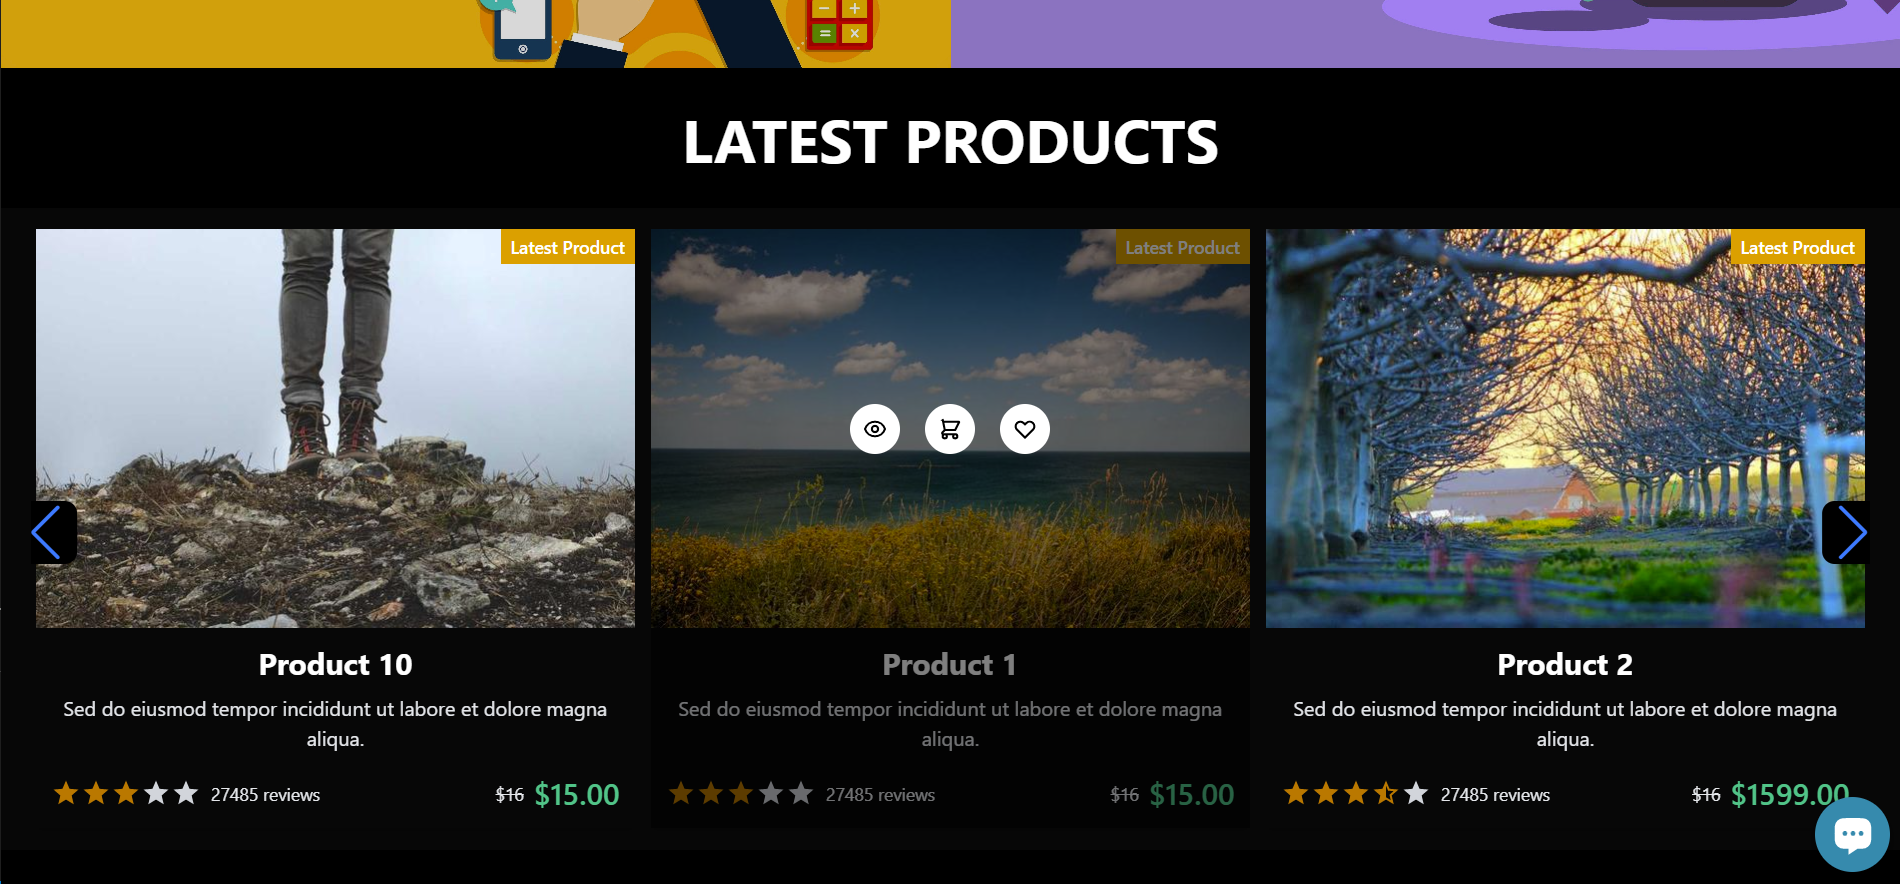 LATEST PRODUCTS
Latest Product
Latest Product
Latest Product
Product 10
Sed do eiusmod tempor incididunt ut labore et dolore magna
aliqua.
27485 reviews
$16 $15.00
Product 1
Sed do eiusmod tempor incididunt ut labore et dolore magna
aliqua.
27485 reviews
$16 $15.00
Product 2
Sed do eiusmod tempor incididunt ut labore et dolore magna
aliqua.
27485 reviews
$16 $1599.00